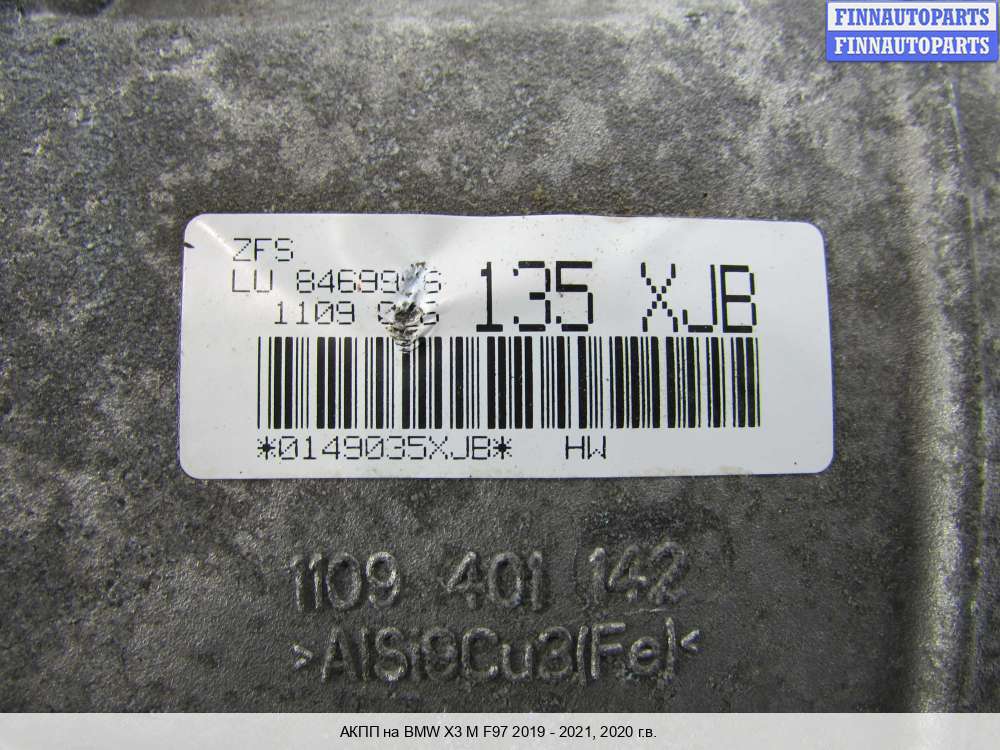 FINNAUTOPARTS
FINNAUTOPARTS
ZFS
LU 135 XJB
1109
*0149035XJB* HW
1109 401 142
>AlSi9Cu3(Fe)<
АКПП на BMW X3 M F97 2019 - 2021, 2020 г.в.